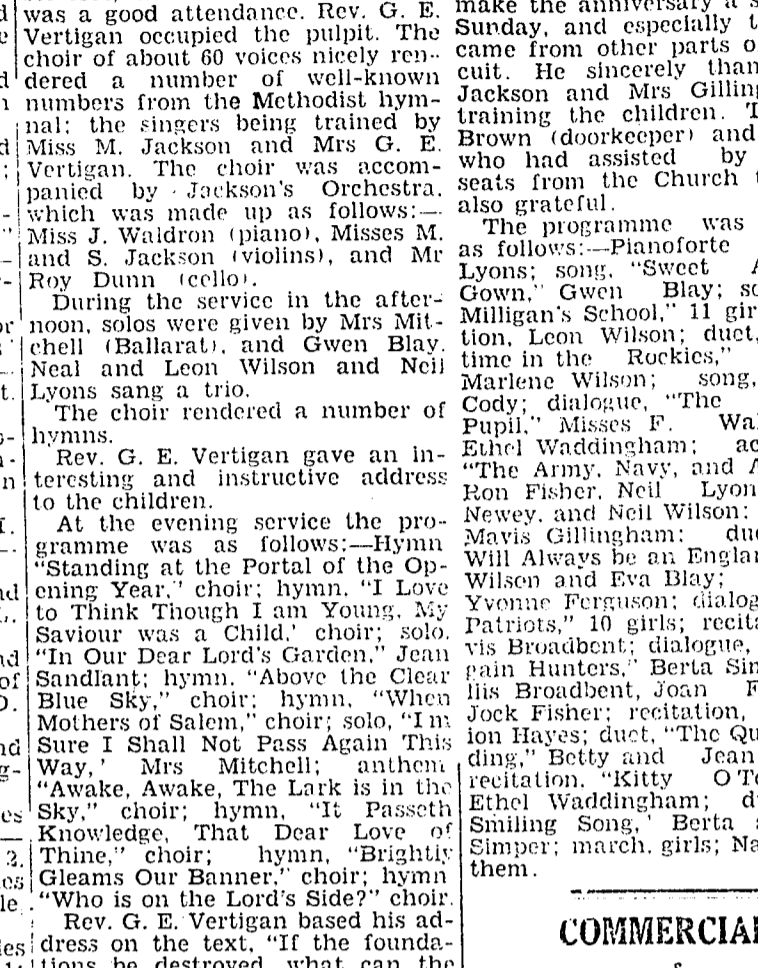 was a good attendance. Rev. G. E.
Vertigan occupied the pulpit. The
choir of about 60 voices nicely ren-
dered a number of well-known
numbers from the Methodist hym-
nal; the singers being trained by
Miss M. Jackson and Mrs G. E.
Vertigan. The choir was accom-
panied by Jackson's Orchestra,
which was made up as follows:—
Miss J. Waldron (piano), Misses M.
and S. Jackson (violins), and Mr
Roy Dunn (cello).
During the service in the after-
noon, solos were given by Mrs Mit-
chell (Ballarat), and Gwen Blay.
Neal and Leon Wilson and Neil
Lyons sang a trio.
The choir rendered a number of
hymns.
Rev. G. E. Vertigan gave an in-
teresting and instructive address
to the children.
At the evening service the pro-
gramme was as follows:—Hymn
"Standing at the Portal of the Op-
ening Year," choir; hymn, "I Love
to Think Though I am Young, My
Saviour was a Child,' choir; solo,
"In Our Dear Lord's Garden," Jean
Sandlant; hymn, "Above the Clear
Blue Sky," choir; hymn, "When
Mothers of Salem," choir; solo, "I'm
Sure I Shall Not Pass Again This
Way,' Mrs Mitchell; anthem
"Awake, Awake, The Lark is in the
Sky," choir; hymn, "It Passeth
Knowledge, That Dear Love of
Thine," choir; hymn, "Brightly
Gleams Our Banner," choir; hymn
"Who is on the Lord's Side?" choir.
Rev. G. E. Vertigan based his ad-
dress on the text, "If the founda-
tions be destroyed what can the
make the anniversary a
Sunday, and especially
came from other parts
cuit. He sincerely than
Jackson and Mrs Gilling
training the children.
Brown (doorkeeper) and
who had assisted by
seats from the Church
also grateful.
The programme was
as follows:—Pianoforte
Lyons; song, "Sweet
Gown," Gwen Blay;
Milligan's School," 11 gir
tion, Leon Wilson; duet,
time in the Rockies,"
Marlene Wilson; song,
Cody; dialogue, "The
Pupil," Misses F. Wa
Ethel Waddingham; ac
"The Army, Navy, and A
Ron Fisher, Neil Lyon
Newey, and Neil Wilson;
Mavis Gillingham; du
Will Always be an Englan
Wilson and Eva Blay;
Yvonne Ferguson; dialog
Patriots," 10 girls; recita
vis Broadbent; dialogue,
gain Hunters," Berta Sim
llis Broadbent, Joan F
Jock Fisher; recitation,
ion Hayes; duet, "The Qu
ding," Betty and Jean
recitation, "Kitty O'To
Ethel Waddingham; d
Smiling Song,' Berta
Simper; march, girls; Na
them.
COMMERCIAL